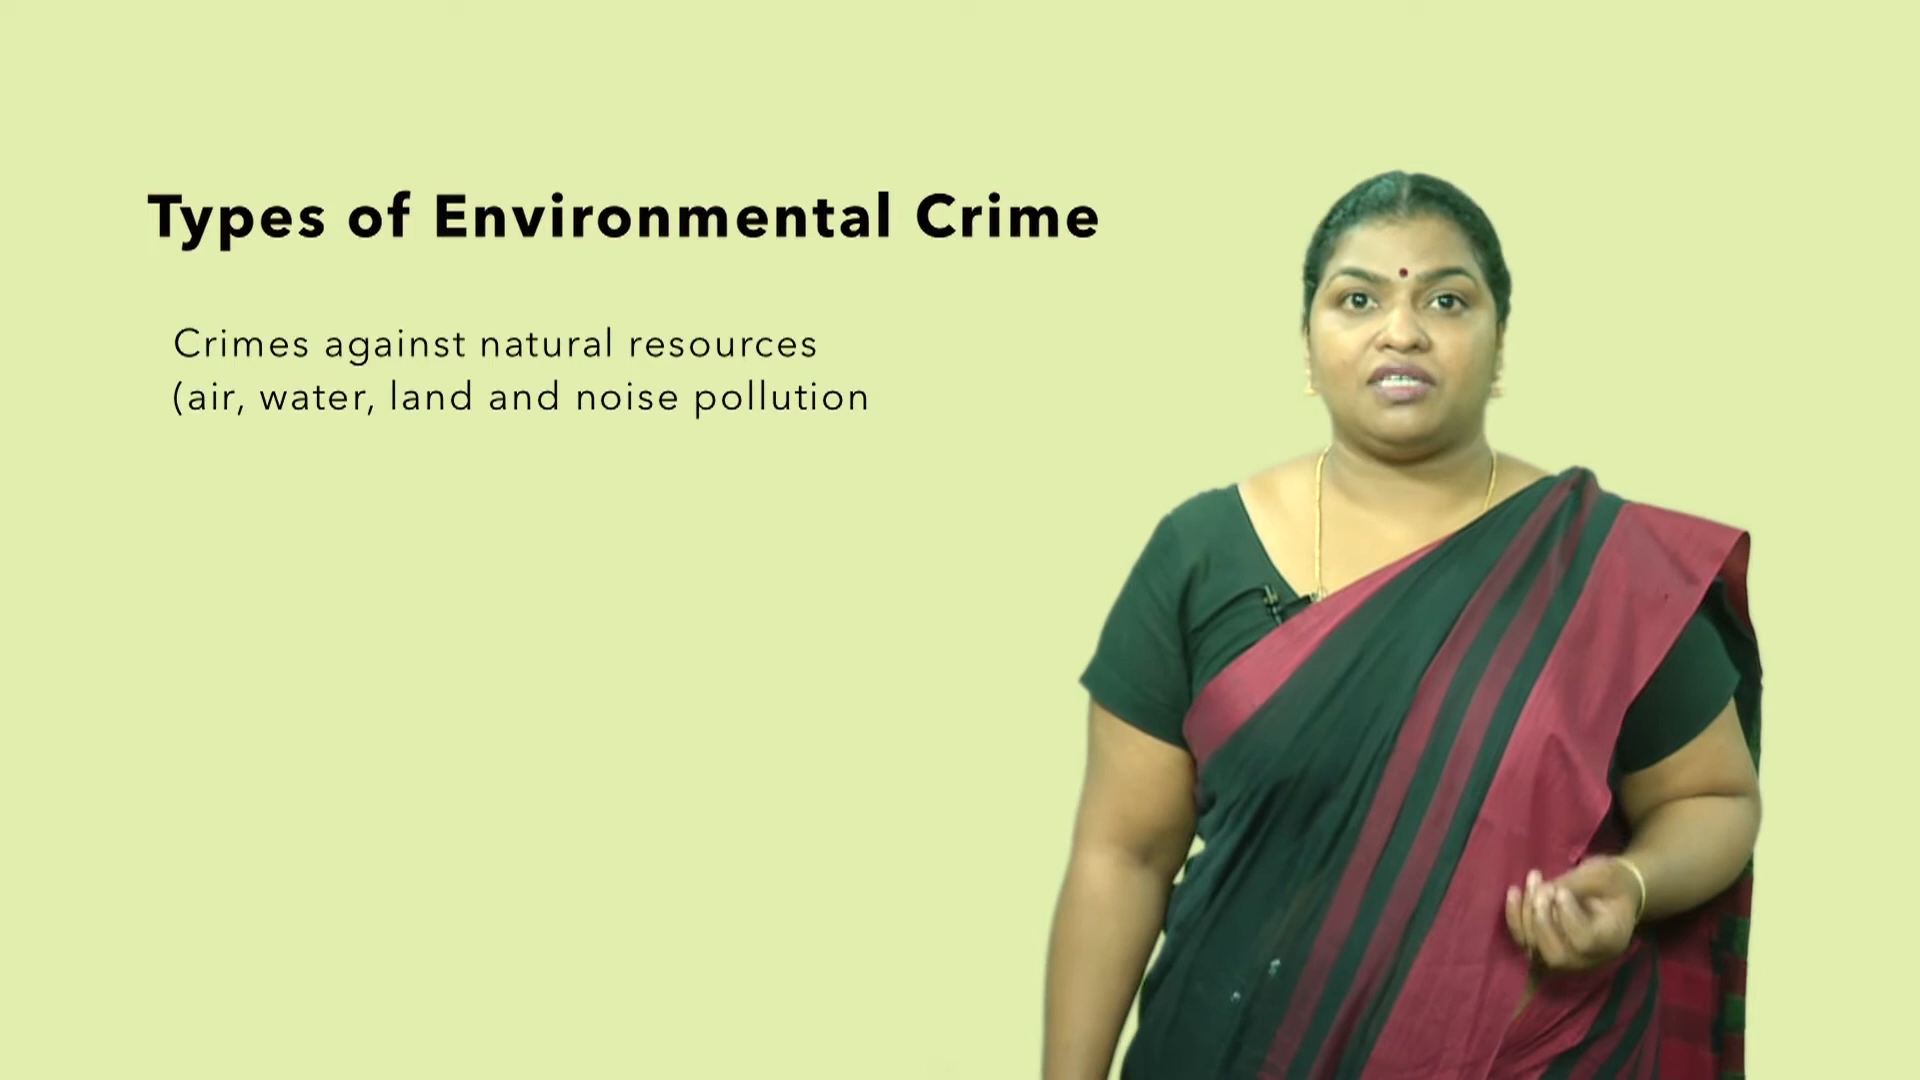 Types of Environmental Crime
Crimes against natural resources
(air, water, land and noise pollution